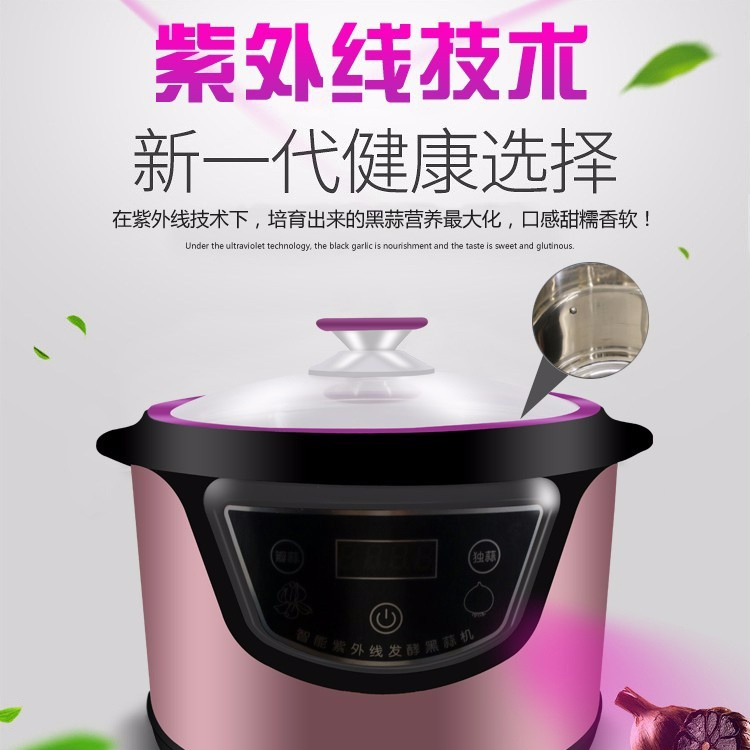 紫外线技术
新一代健康选择
在紫外线技术下，培育出来的黑蒜营养最大化，口感甜糯香软！
Under the ultraviolet technology, the black garlic is nourishment and the taste is sweet and glutinous.
独蒜
智能紫外线发酵黑蒜机